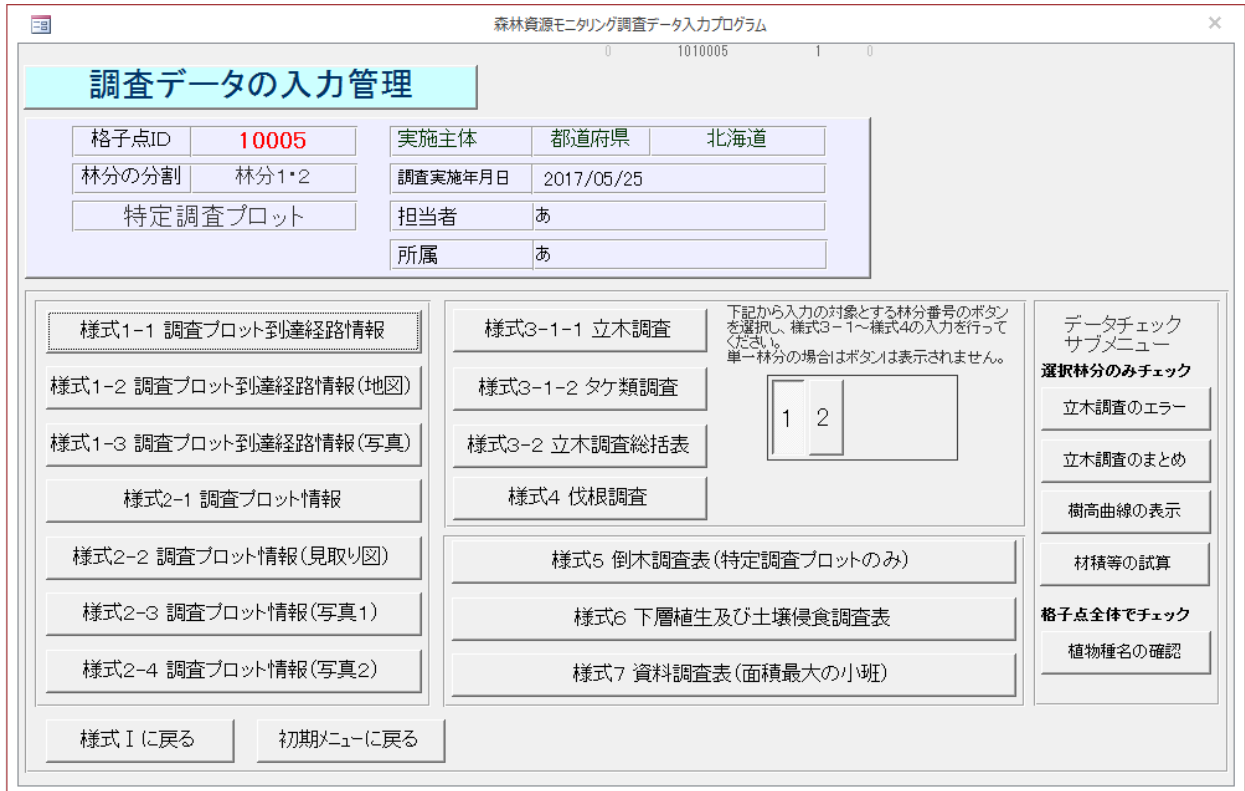 森林資源モニタリング調査データ入力プログラム
0 1010005 1 0
調査データの入力管理
格子点ID 10005 実施主体 都道府県 北海道
林分の分割 林分1・2 調査実施年月日 2017/05/25
特定調査プロット 担当者 あ
所属 あ
様式1-1 調査プロット到達経路情報
様式1-2 調査プロット到達経路情報(地図)
様式1-3 調査プロット到達経路情報(写真)
様式2-1 調査プロット情報
様式2-2 調査プロット情報(見取り図)
様式2-3 調査プロット情報(写真1)
様式2-4 調査プロット情報(写真2)
様式3-1-1 立木調査
様式3-1-2 タケ類調査
様式3-2 立木調査総括表
様式4 伐根調査
下記から入力の対象とする林分番号のボタン
を選択し、様式3-1~様式4の入力を行って
ください。
単一林分の場合はボタンは表示されません。
1 2
様式5 倒木調査表(特定調査プロットのみ)
様式6 下層植生及び土壌侵食調査表
様式7 資料調査表(面積最大の小班)
データチェック
サブメニュー
選択林分のみチェック
立木調査のエラー
立木調査のまとめ
樹高曲線の表示
材積等の試算
格子点全体でチェック
植物種名の確認
様式Ⅰに戻る
初期メニューに戻る